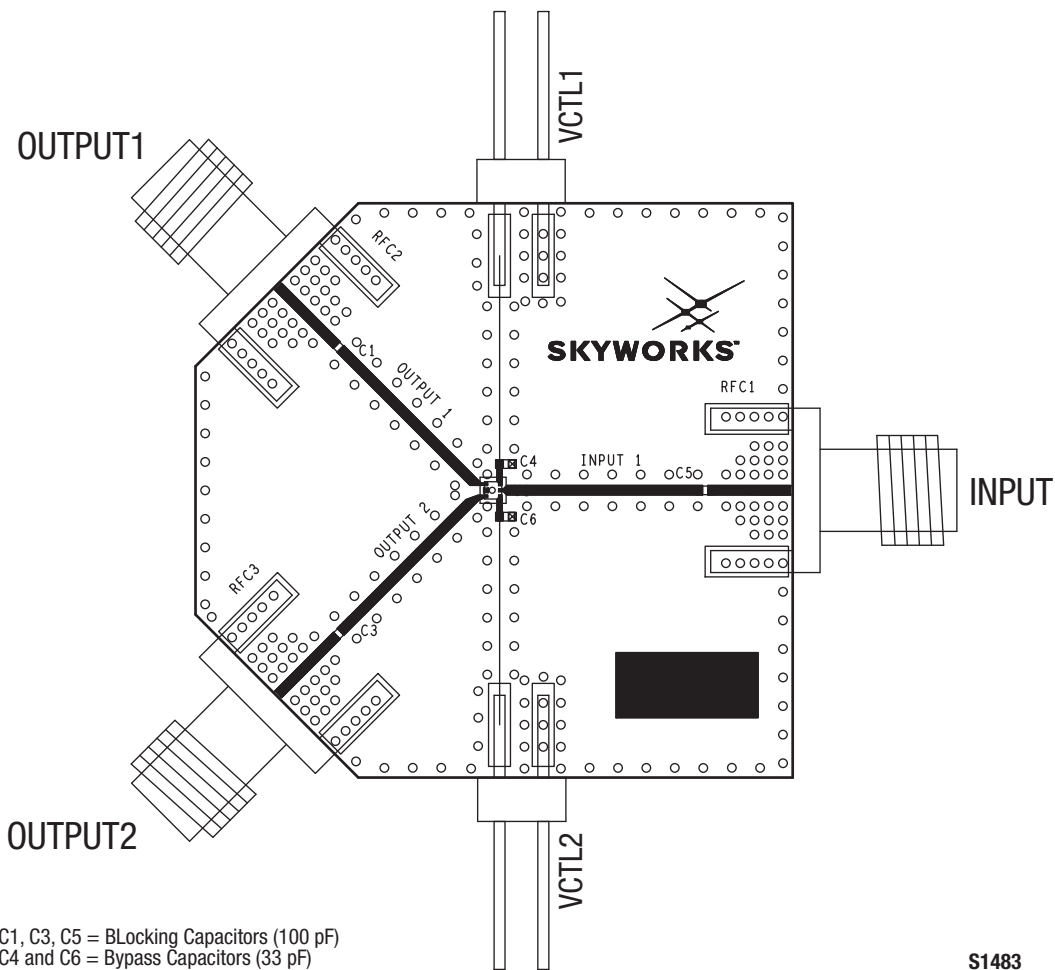 VCTL1
OUTPUT1
RFC2
SKYWORKS™
C1
OUTPUT 1
RFC1
C4
INPUT 1
C5
INPUT
C6
OUTPUT 2
RFC3
C3
OUTPUT2
VCTL2
C1, C3, C5 = BLocking Capacitors (100 pF)
C4 and C6 = Bypass Capacitors (33 pF)
S1483